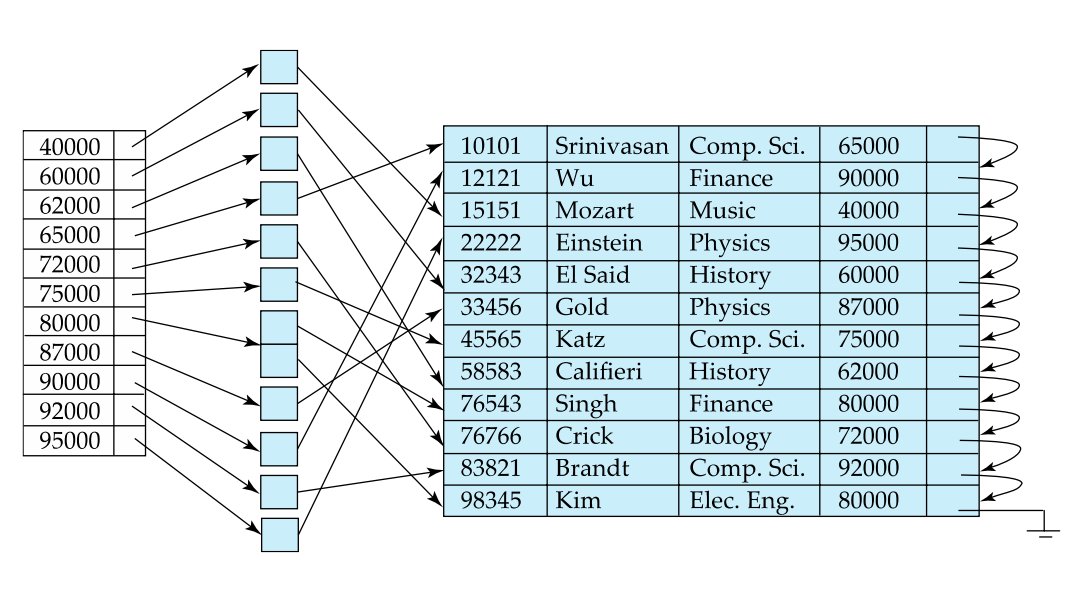 40000
60000
62000
65000
72000
75000
80000
87000
90000
92000
95000
10101 Srinivasan Comp. Sci. 65000
12121 Wu Finance 90000
15151 Mozart Music 40000
22222 Einstein Physics 95000
32343 El Said History 60000
33456 Gold Physics 87000
45565 Katz Comp. Sci. 75000
58583 Califieri History 62000
76543 Singh Finance 80000
76766 Crick Biology 72000
83821 Brandt Comp. Sci. 92000
98345 Kim Elec. Eng. 80000